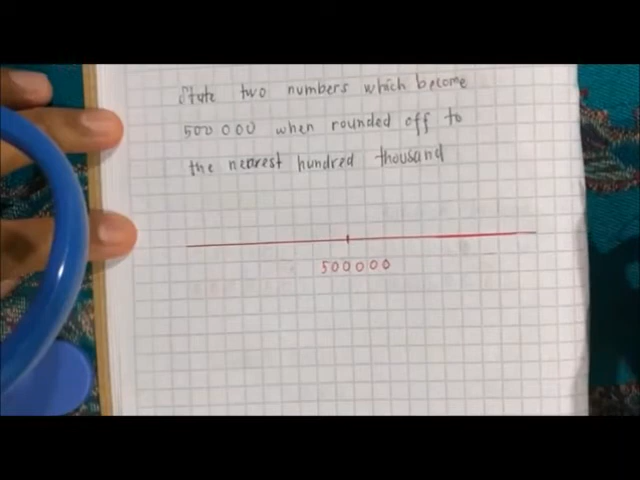 State two numbers which become
500 000 when rounded off to
the nearest hundred thousand
500000